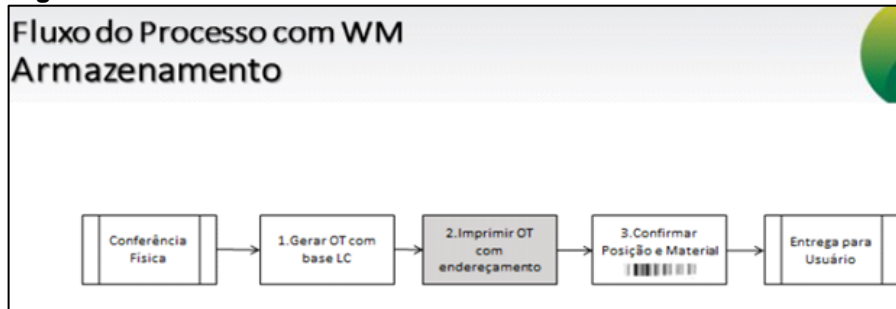 Fluxo do Processo com WM
Armazenamento
Conferência
Física
1.Gerar OT com
base LC
2.Imprimir OT
com
endereçamento
3.Confirmar
Posição e Material
Entrega para
Usuário